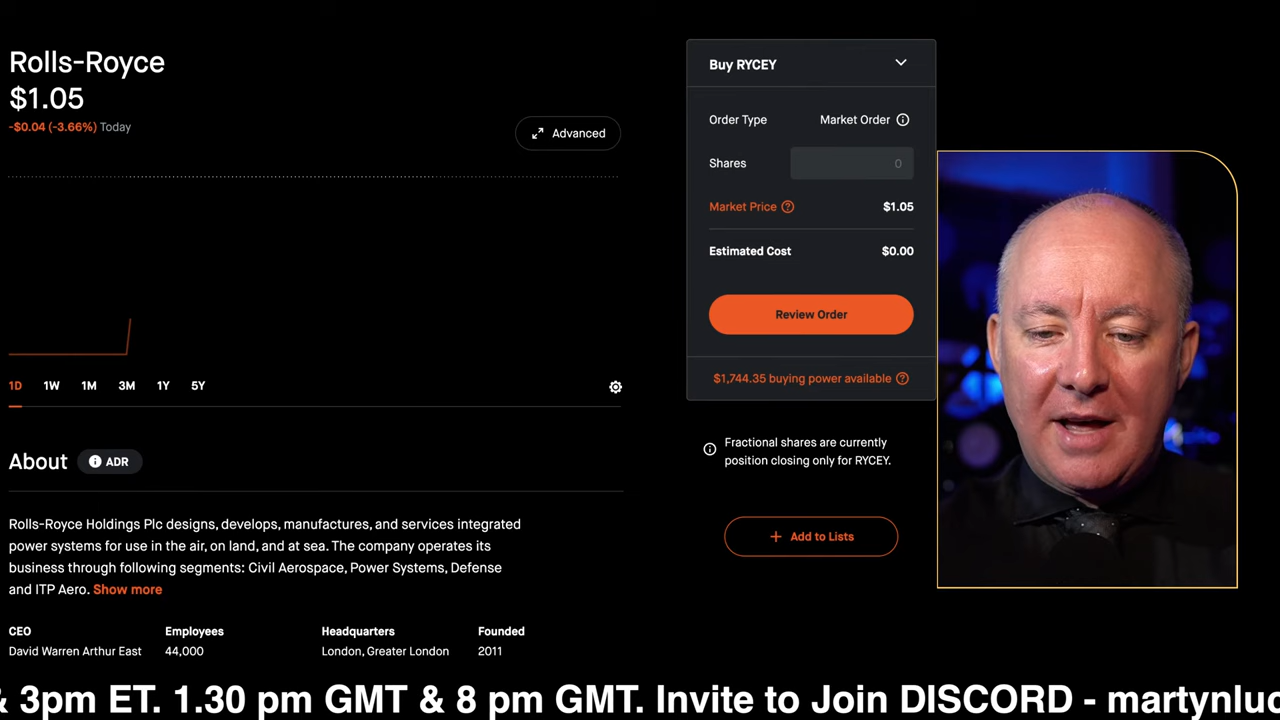 Rolls-Royce
$1.05
-$0.04 (-3.66%) Today
Advanced
1D 1W 1M 3M 1Y 5Y
About ADR
Rolls-Royce Holdings Plc designs, develops, manufactures, and services integrated
power systems for use in the air, on land, and at sea. The company operates its
business through following segments: Civil Aerospace, Power Systems, Defense
and ITP Aero. Show more
CEO Employees Headquarters Founded
David Warren Arthur East 44,000 London, Greater London 2011
Buy RYCEY
Order Type Market Order
Shares 0
Market Price $1.05
Estimated Cost $0.00
Review Order
$1,744.35 buying power available
Fractional shares are currently
position closing only for RYCEY.
+ Add to Lists
& 3pm ET. 1.30 pm GMT & 8 pm GMT. Invite to Join DISCORD - martynluc